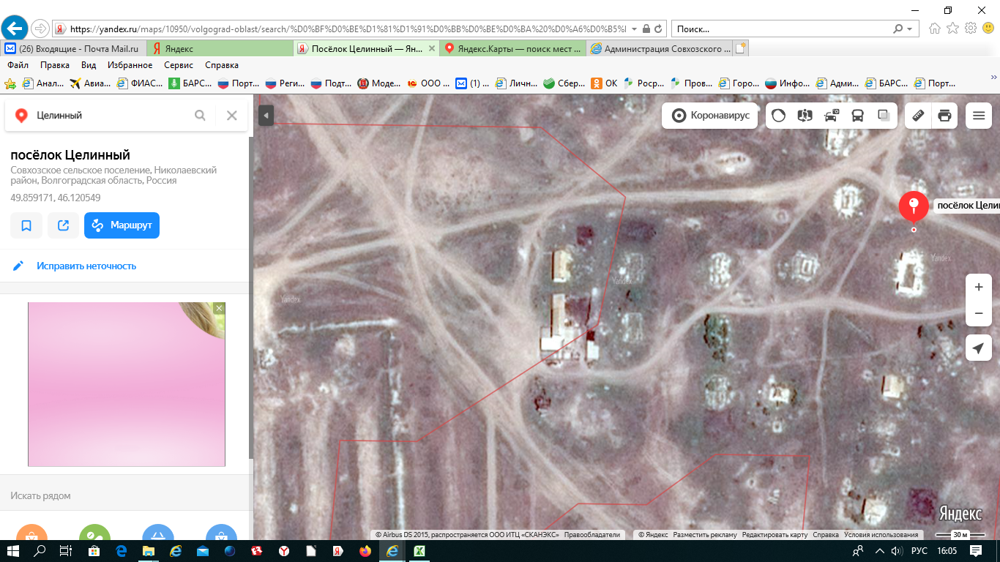 https://yandex.ru/maps/10950/volgograd-oblast/search/%D0%BF%D0%BE%D1%81%D1%91%D0%BB%D0%BE%D0%BA%20%D0%A6%D0%B5%I
Поиск...
(26) Входящие - Почта Mail.ru
Яндекс
Посёлок Целинный — Ян...
Яндекс.Карты — поиск мест ...
Администрация Совхозского ...
Файл Правка Вид Избранное Сервис Справка
Анал... Авиа... ФИАС... БАРС... Порт... Реги... Подт... Моде... ООО ... (1) ... Личн... Сбер... ОК Роср... Пров... Горо... Инфо... Адми... БАРС... Порт...
Целинный
Коронавирус
посёлок Целинный
Совхозское сельское поселение, Николаевский
район, Волгоградская область, Россия
49.859171, 46.120549
посёлок Целин
Маршрут
Исправить неточность
Yandex
Yandex
Yandex
Искать рядом
Яндекс
© Airbus DS 2015, распространяется ООО ИТЦ «СКАНЭКС» Правообладатели
© Яндекс Разместить рекламу Редактировать карту Справка Условия использования
30 м
РУС 16:05